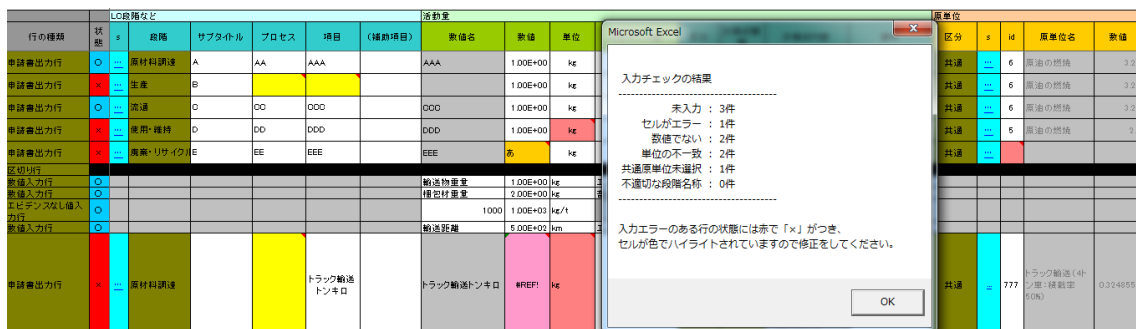 LC段階など 活動量 原単位
行の種類 状態 s 段階 サブタイトル プロセス 項目 (補助項目) 数値名 数値 単位 区分 s id 原単位名 数値
申請書出力行 ○ ... 原材料調達 A AA AAA AAA 1.00E+00 kg 共通 ... 6 原油の燃焼
申請書出力行 × ... 生産 B 1.00E+00 kg 共通 ... 6 原油の燃焼
申請書出力行 ○ ... 流通 C CC CCC CCC 1.00E+00 kg 共通 ... 6 原油の燃焼
申請書出力行 × ... 使用・維持 D DD DDD DDD 1.00E+00 kg 共通 ... 5 原油の燃焼
申請書出力行 × ... 廃棄・リサイクル E EE EEE EEE あ kg 共通 ...
区切り行
数値入力行 ○ 輸送物重量 1.00E+00 kg
数値入力行 ○ 梱包材重量 2.00E+00 kg
エビデンスなし値入力行 ○ 1000 1.00E+03 kg/t
数値入力行 ○ 輸送距離 5.00E+02 km
申請書出力行 × ... 原材料調達 トラック輸送トンキロ トラック輸送トンキロ #REF! kg 共通 ... 777 トラック輸送(4トン車:積載率50%) 0.324855
Microsoft Excel
入力チェックの結果
------------------------------------
未入力 : 3件
セルがエラー : 1件
数値でない : 2件
単位の不一致 : 2件
共通原単位未選択 : 1件
不適切な段階名称 : 0件
------------------------------------
入力エラーのある行の状態には赤で「×」がつき、
セルが色でハイライトされていますので修正をしてください。
OK